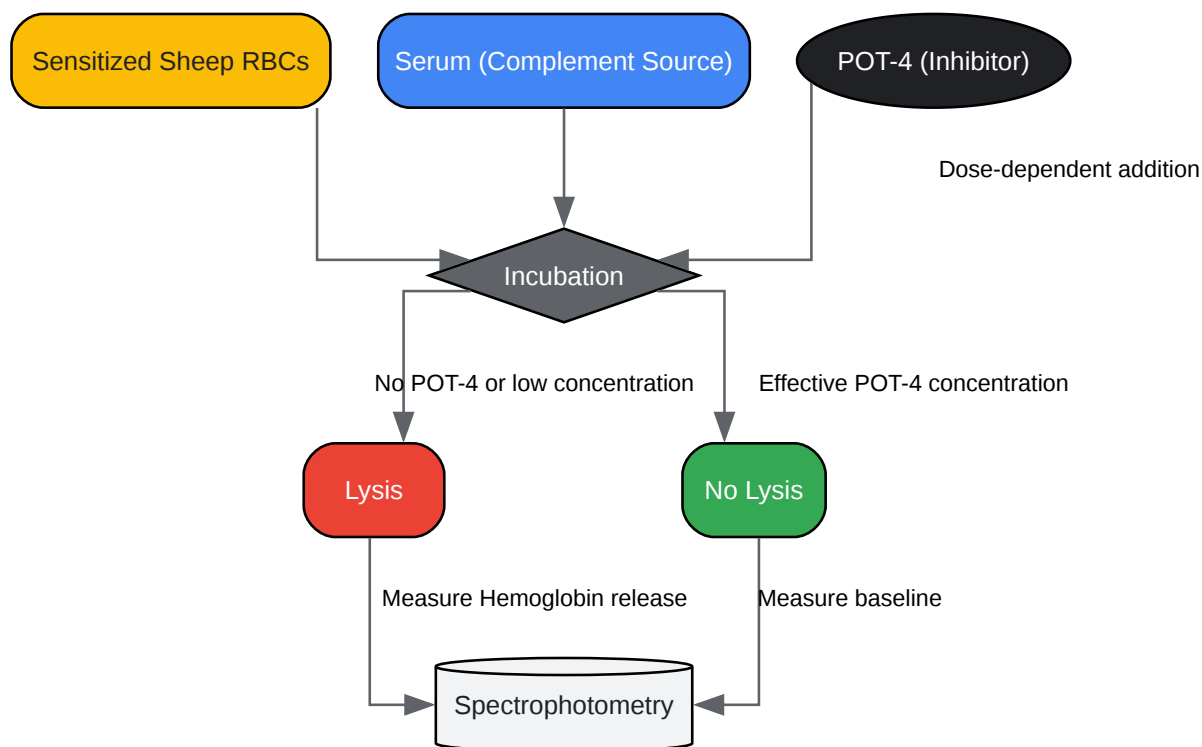 Sensitized Sheep RBCs
Serum (Complement Source)
POT-4 (Inhibitor)
Dose-dependent addition
Incubation
No POT-4 or low concentration
Effective POT-4 concentration
Lysis
No Lysis
Measure Hemoglobin release
Measure baseline
Spectrophotometry